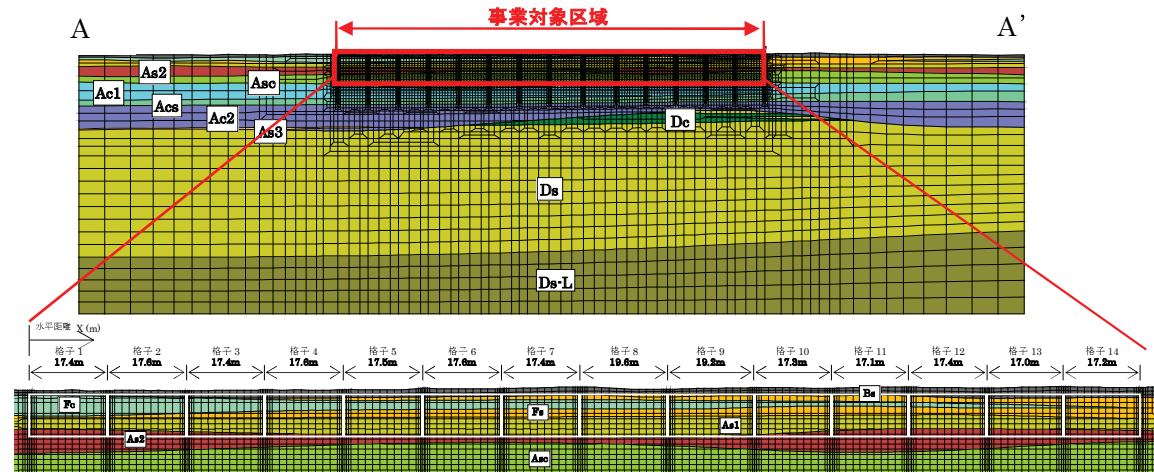 事業対象区域
A
A’
As2
Asc
Ac1
Acs
Ac2
As3
Dc
Ds
Ds-L
水平距離 X (m)
格子 1 格子 2 格子 3 格子 4 格子 5 格子 6 格子 7 格子 8 格子 9 格子 10 格子 11 格子 12 格子 13 格子 14
17.4m 17.6m 17.4m 17.6m 17.5m 17.6m 17.4m 19.6m 19.2m 17.3m 17.1m 17.4m 17.0m 17.2m
Bs
Fc
Fs
As1
As2
Asc